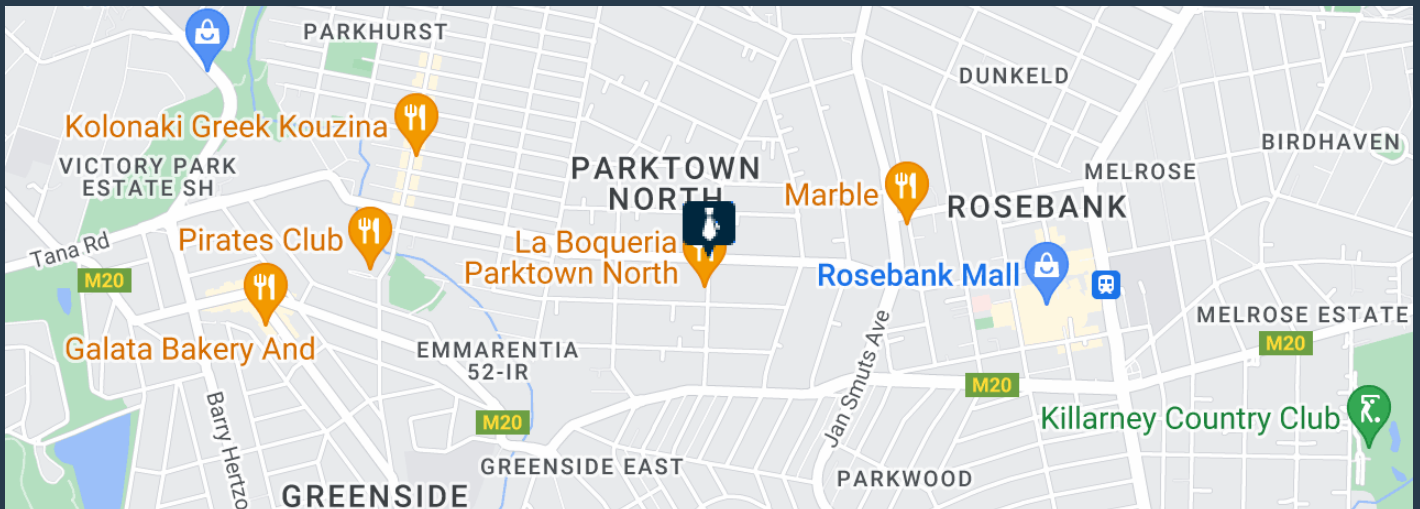 PARKHURST
DUNKELD
Kolonaki Greek Kouzina
BIRDHAVEN
VICTORY PARK
ESTATE SH
PARKTOWN
NORTH
MELROSE
Marble
ROSEBANK
Tana Rd
Pirates Club
La Boqueria
Parktown North
Rosebank Mall
M20
MELROSE ESTATE
Galata Bakery And
EMMARENTIA
52-IR
Jan Smuts Ave
M20
M20
M20
Barry Hertzo
Killarney Country Club
GREENSIDE EAST
PARKWOOD
GREENSIDE